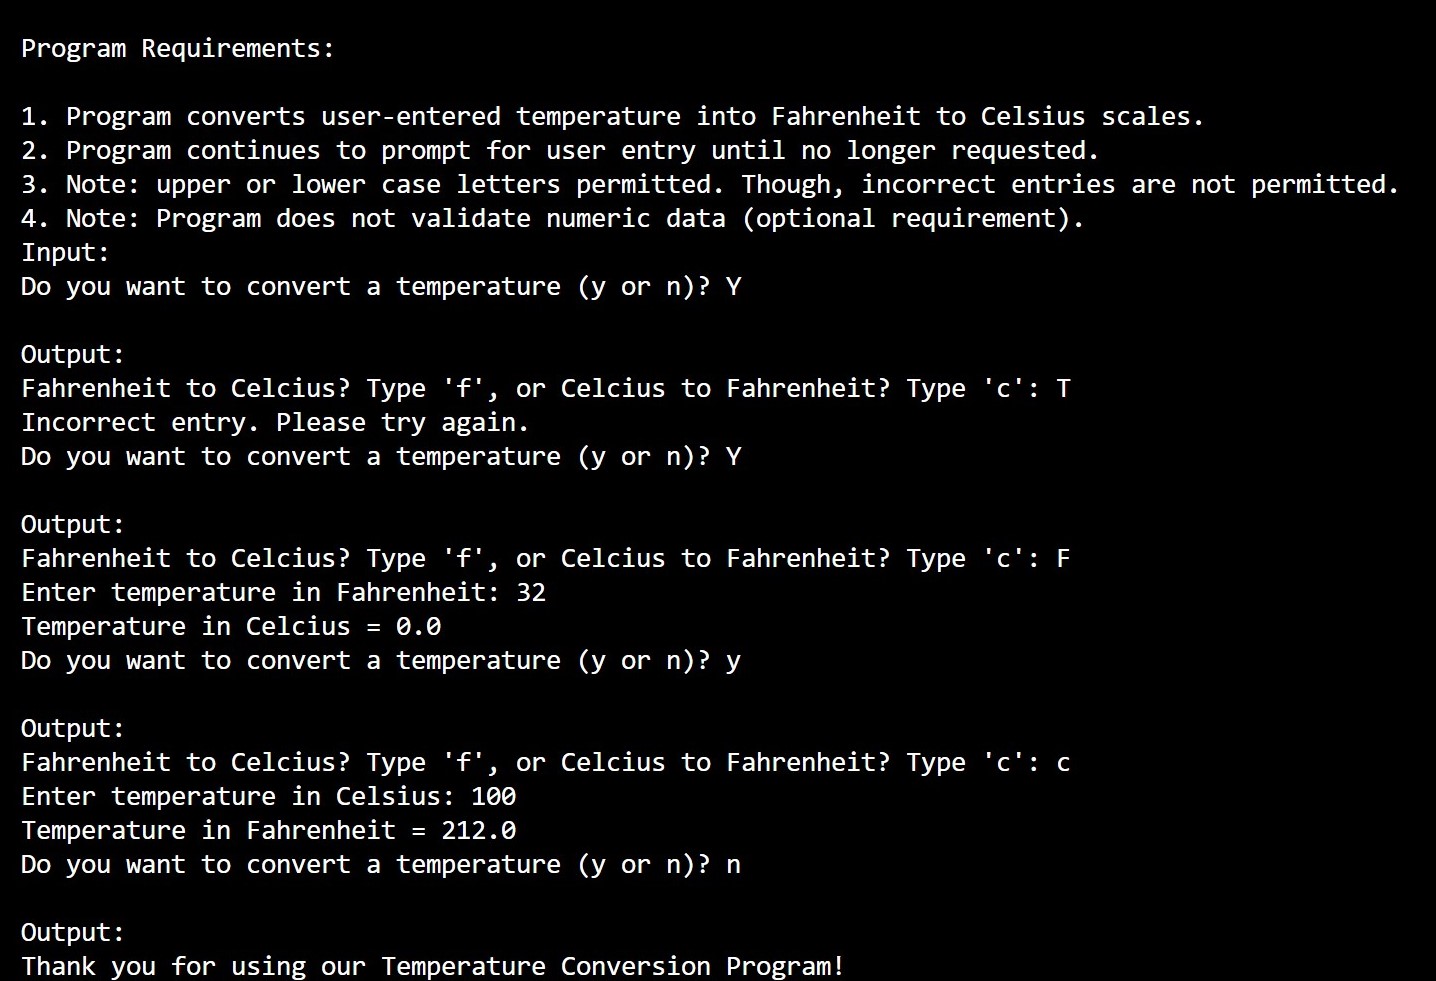 Program Requirements:
1. Program converts user-entered temperature into Fahrenheit to Celsius scales.
2. Program continues to prompt for user entry until no longer requested.
3. Note: upper or lower case letters permitted. Though, incorrect entries are not permitted.
4. Note: Program does not validate numeric data (optional requirement).
Input:
Do you want to convert a temperature (y or n)? Y
Output:
Fahrenheit to Celcius? Type 'f', or Celcius to Fahrenheit? Type 'c': T
Incorrect entry. Please try again.
Do you want to convert a temperature (y or n)? Y
Output:
Fahrenheit to Celcius? Type 'f', or Celcius to Fahrenheit? Type 'c': F
Enter temperature in Fahrenheit: 32
Temperature in Celcius = 0.0
Do you want to convert a temperature (y or n)? y
Output:
Fahrenheit to Celcius? Type 'f', or Celcius to Fahrenheit? Type 'c': c
Enter temperature in Celsius: 100
Temperature in Fahrenheit = 212.0
Do you want to convert a temperature (y or n)? n
Output:
Thank you for using our Temperature Conversion Program!